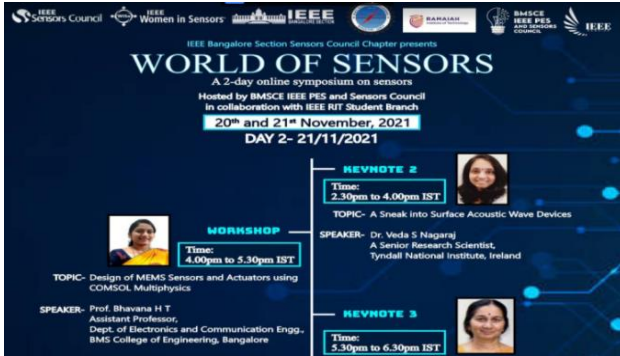 IEEE Sensors Council
IEEE Women in Sensors
IEEE
BANGALORE SECTION
RAMAIAH
Institute of Technology
BMSCE
IEEE PES
AND SENSORS
COUNCIL
IEEE
IEEE Bangalore Section Sensors Council Chapter presents
WORLD OF SENSORS
A 2-day online symposium on sensors
Hosted by BMSCE IEEE PES and Sensors Council
in collaboration with IEEE RIT Student Branch
20th and 21st November, 2021
DAY 2- 21/11/2021
KEYNOTE 2
Time:
2.30pm to 4.00pm IST
TOPIC- A Sneak into Surface Acoustic Wave Devices
SPEAKER- Dr. Veda S Nagaraj
A Senior Research Scientist,
Tyndall National Institute, Ireland
WORKSHOP
Time:
4.00pm to 5.30pm IST
TOPIC- Design of MEMS Sensors and Actuators using
COMSOL Multiphysics
SPEAKER- Prof. Bhavana H T
Assistant Professor,
Dept. of Electronics and Communication Engg.,
BMS College of Engineering, Bangalore
KEYNOTE 3
Time:
5.30pm to 6.30pm IST